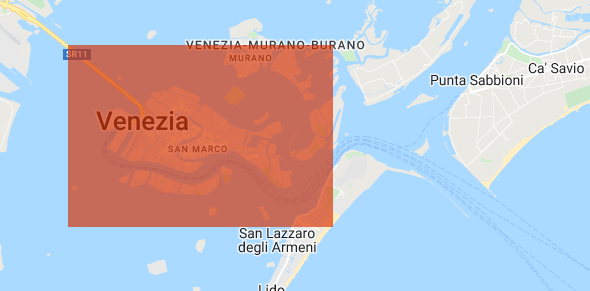 VENEZIA-MURANO-BURANO
SR11
MURANO
Ca' Savio
Punta Sabbioni
Venezia
SAN MARCO
San Lazzaro
degli Armeni
Lido